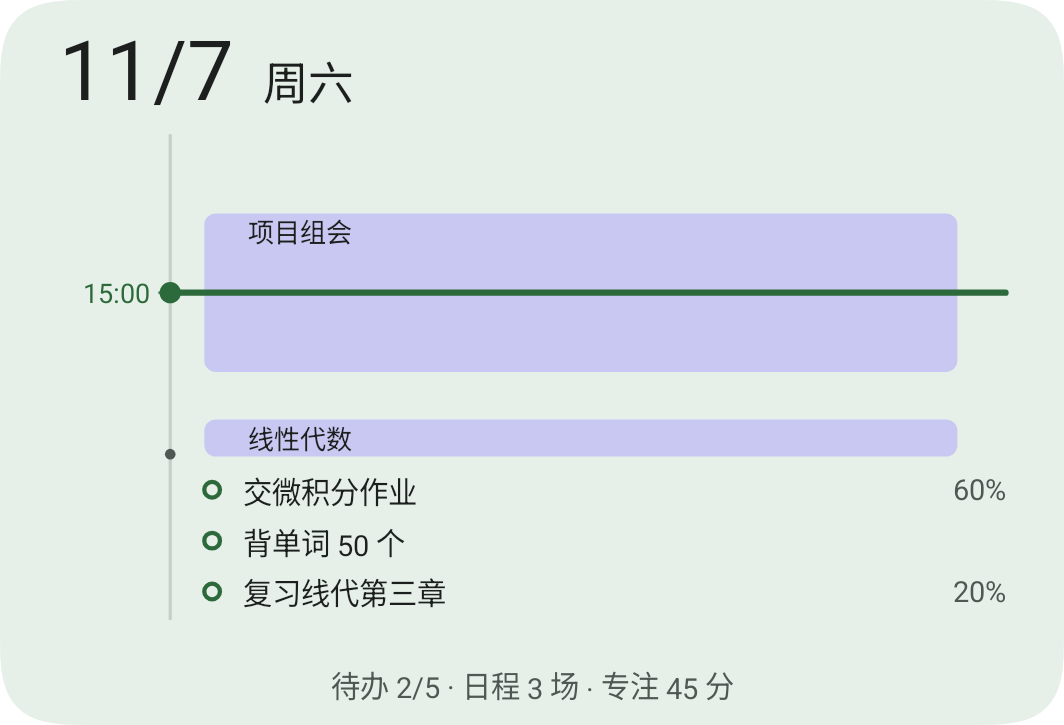 11/7 周六
项目组会
15:00
线性代数
交微积分作业 60%
背单词 50 个
复习线代第三章 20%
待办 2/5 · 日程 3 场 · 专注 45 分